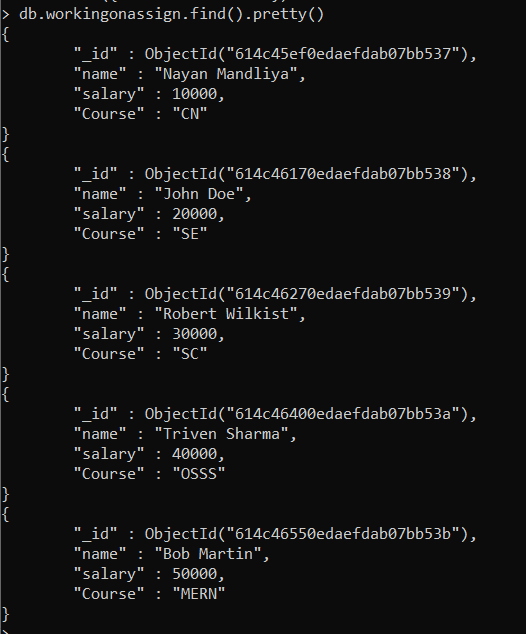 > db.workingonassign.find().pretty()
{
        "_id" : ObjectId("614c45ef0edaefdab07bb537"),
        "name" : "Nayan Mandliya",
        "salary" : 10000,
        "Course" : "CN"
}
{
        "_id" : ObjectId("614c46170edaefdab07bb538"),
        "name" : "John Doe",
        "salary" : 20000,
        "Course" : "SE"
}
{
        "_id" : ObjectId("614c46270edaefdab07bb539"),
        "name" : "Robert Wilkist",
        "salary" : 30000,
        "Course" : "SC"
}
{
        "_id" : ObjectId("614c46400edaefdab07bb53a"),
        "name" : "Triven Sharma",
        "salary" : 40000,
        "Course" : "OSSS"
}
{
        "_id" : ObjectId("614c46550edaefdab07bb53b"),
        "name" : "Bob Martin",
        "salary" : 50000,
        "Course" : "MERN"
}